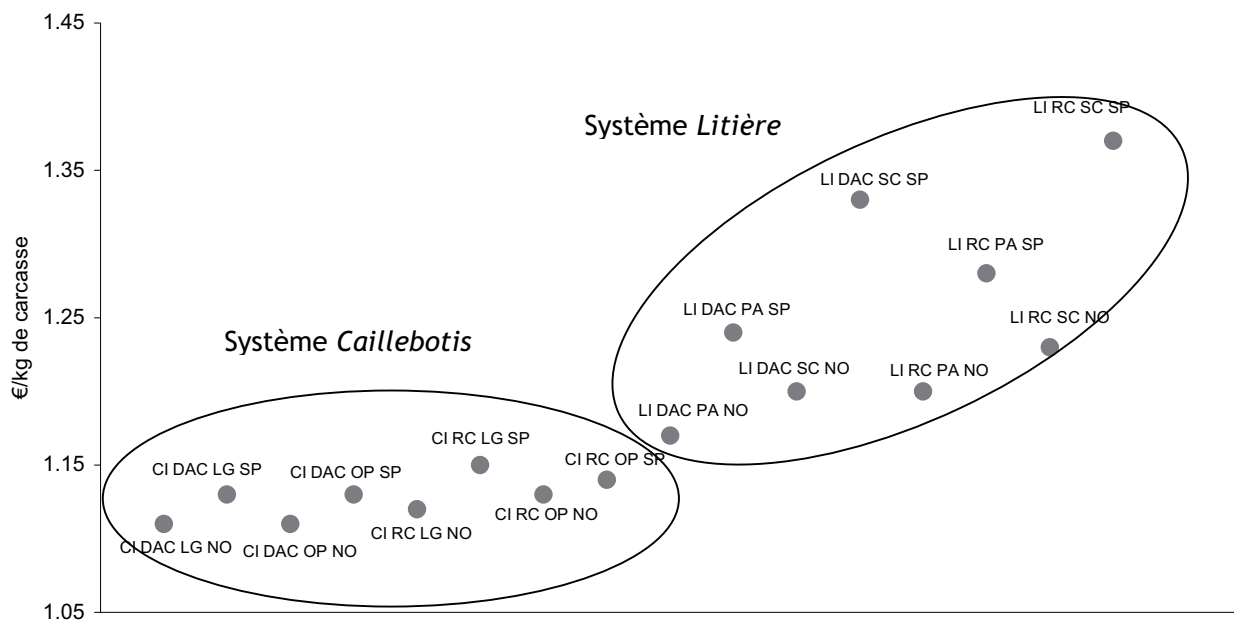 1.45
LI RC SC SP
Système Litière
1.35
LI DAC SC SP
LI RC PA SP
€/kg de carcasse
LI DAC PA SP
LI RC SC NO
1.25
Système Caillebotis
LI DAC SC NO
LI RC PA NO
LI DAC PA NO
CI RC LG SP
1.15
CI DAC LG SP
CI DAC OP SP
CI RC OP SP
CI RC OP NO
CI RC LG NO
CI DAC LG NO
CI DAC OP NO
1.05